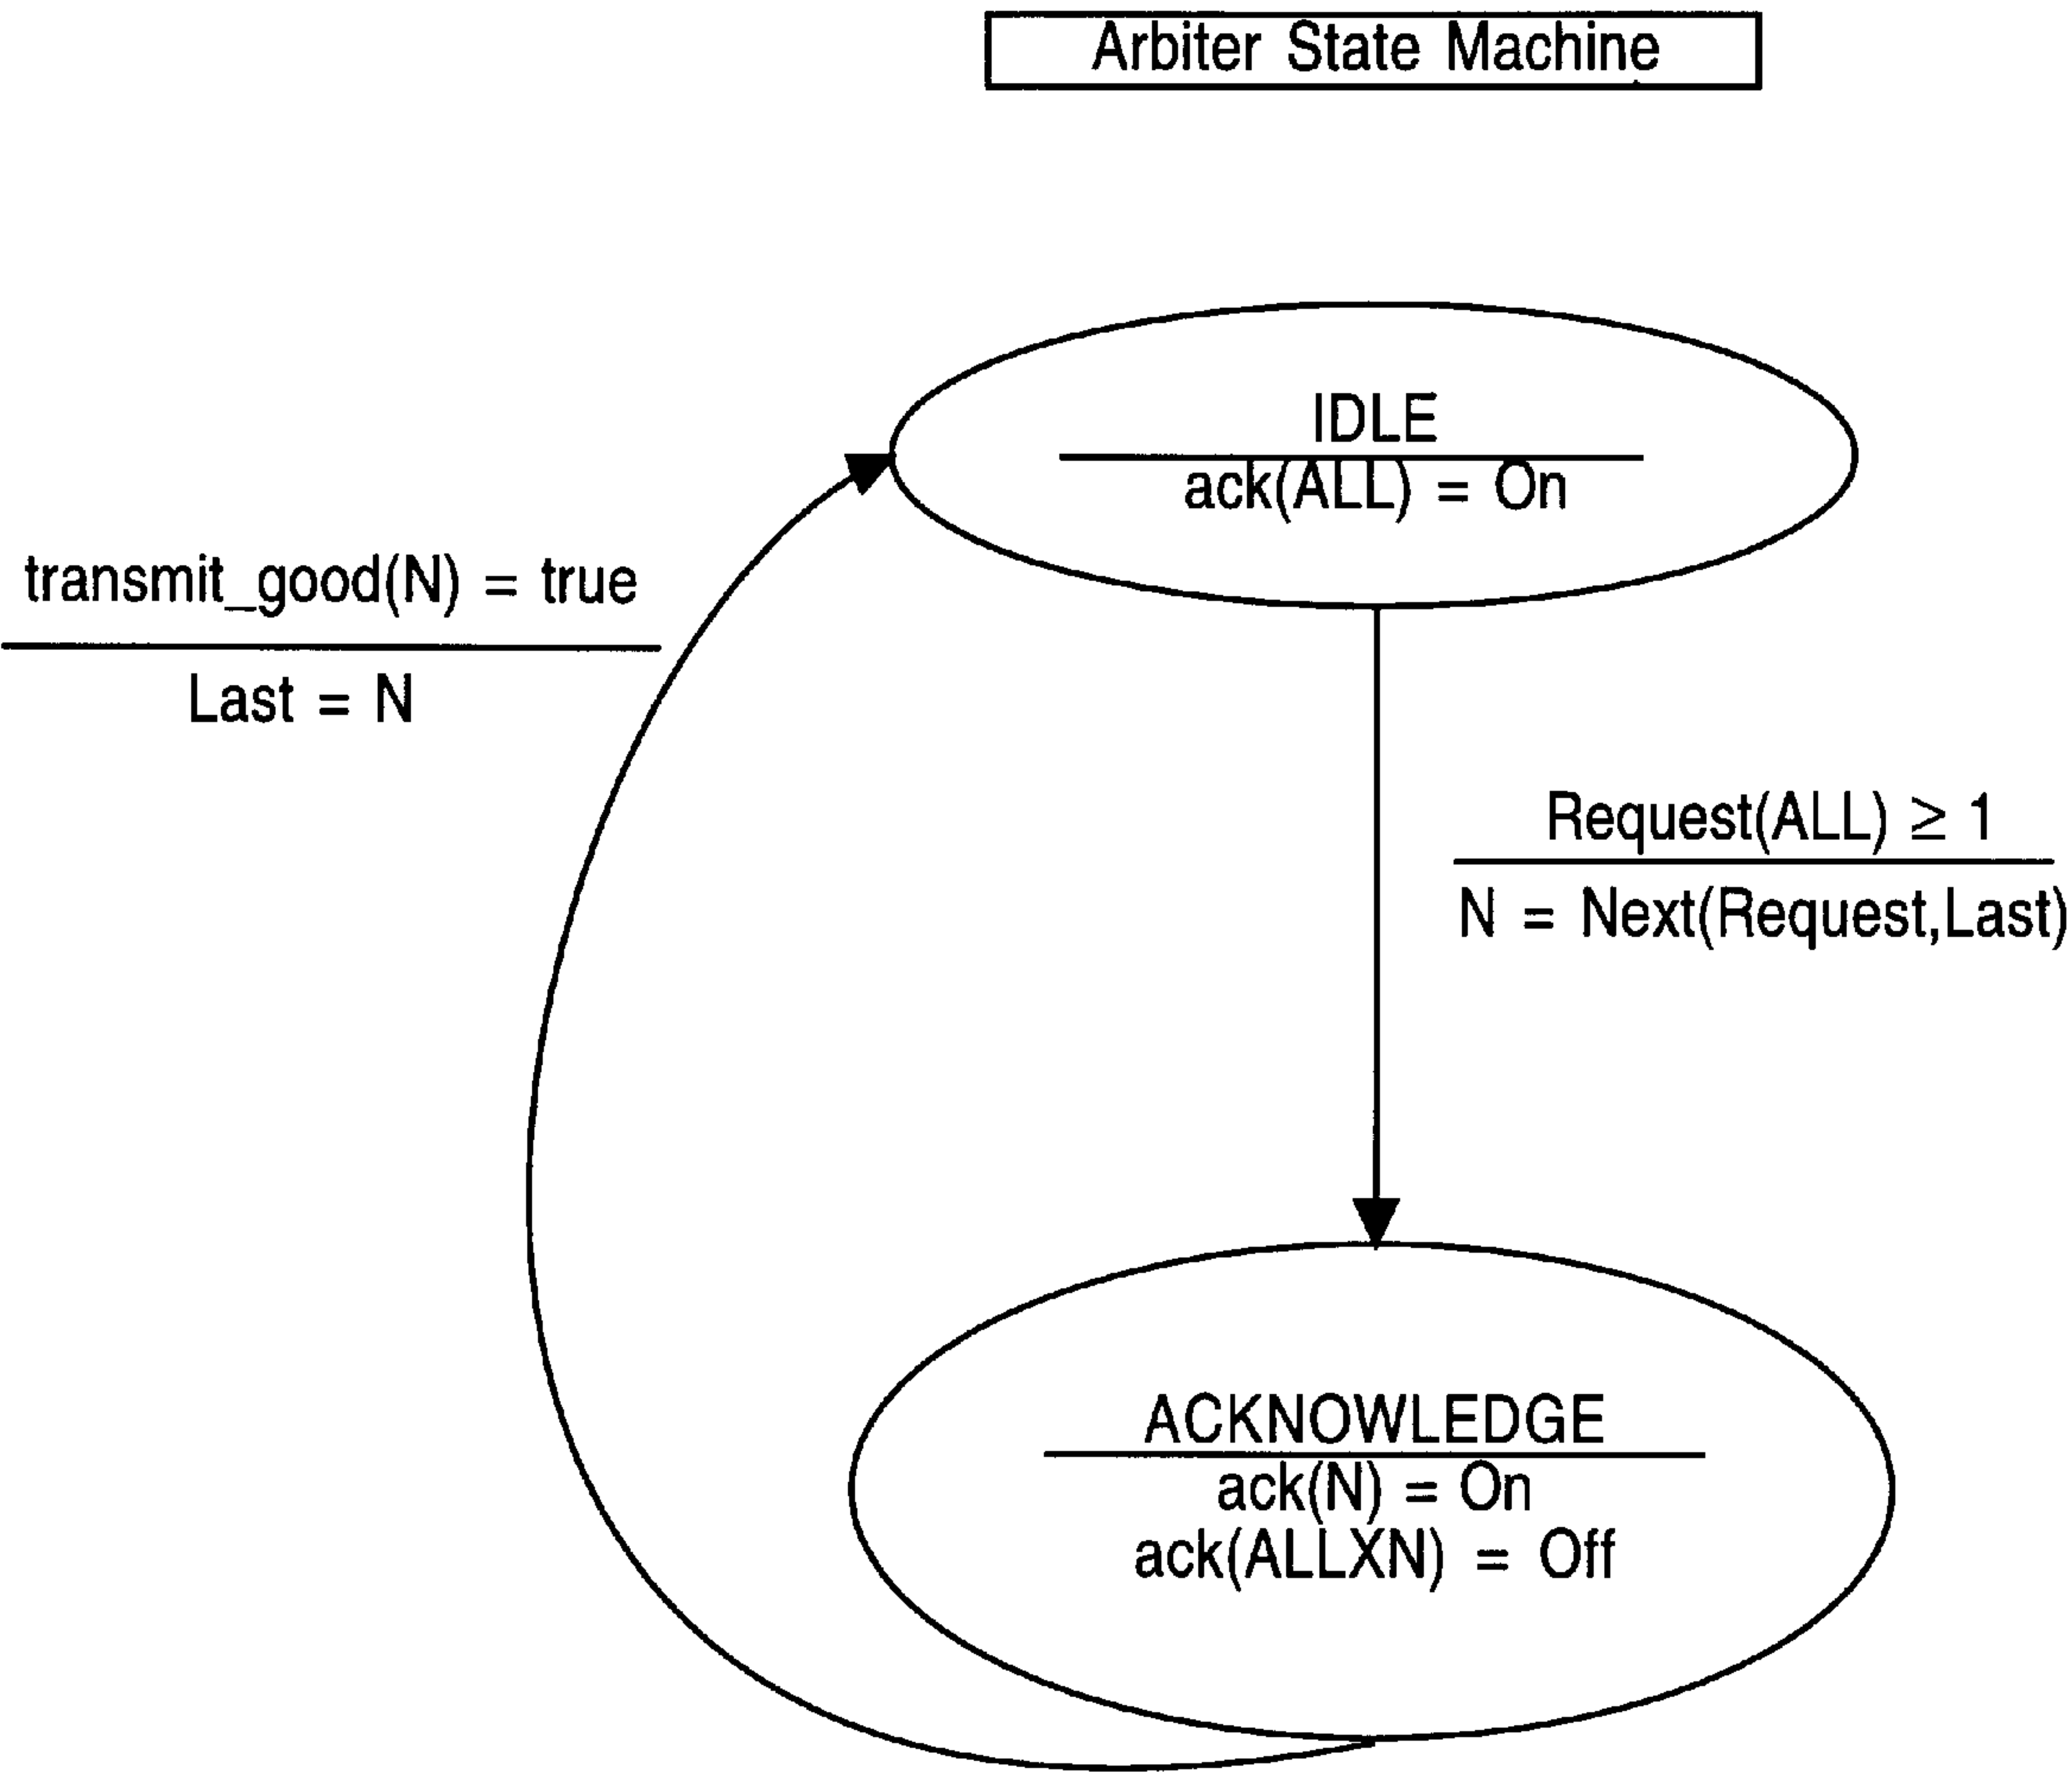 Arbiter State Machine
IDLE
ack(ALL) = On
transmit_good(N) = true
Last = N
Request(ALL) ≥ 1
N = Next(Request,Last)
ACKNOWLEDGE
ack(N) = On
ack(ALLXN) = Off